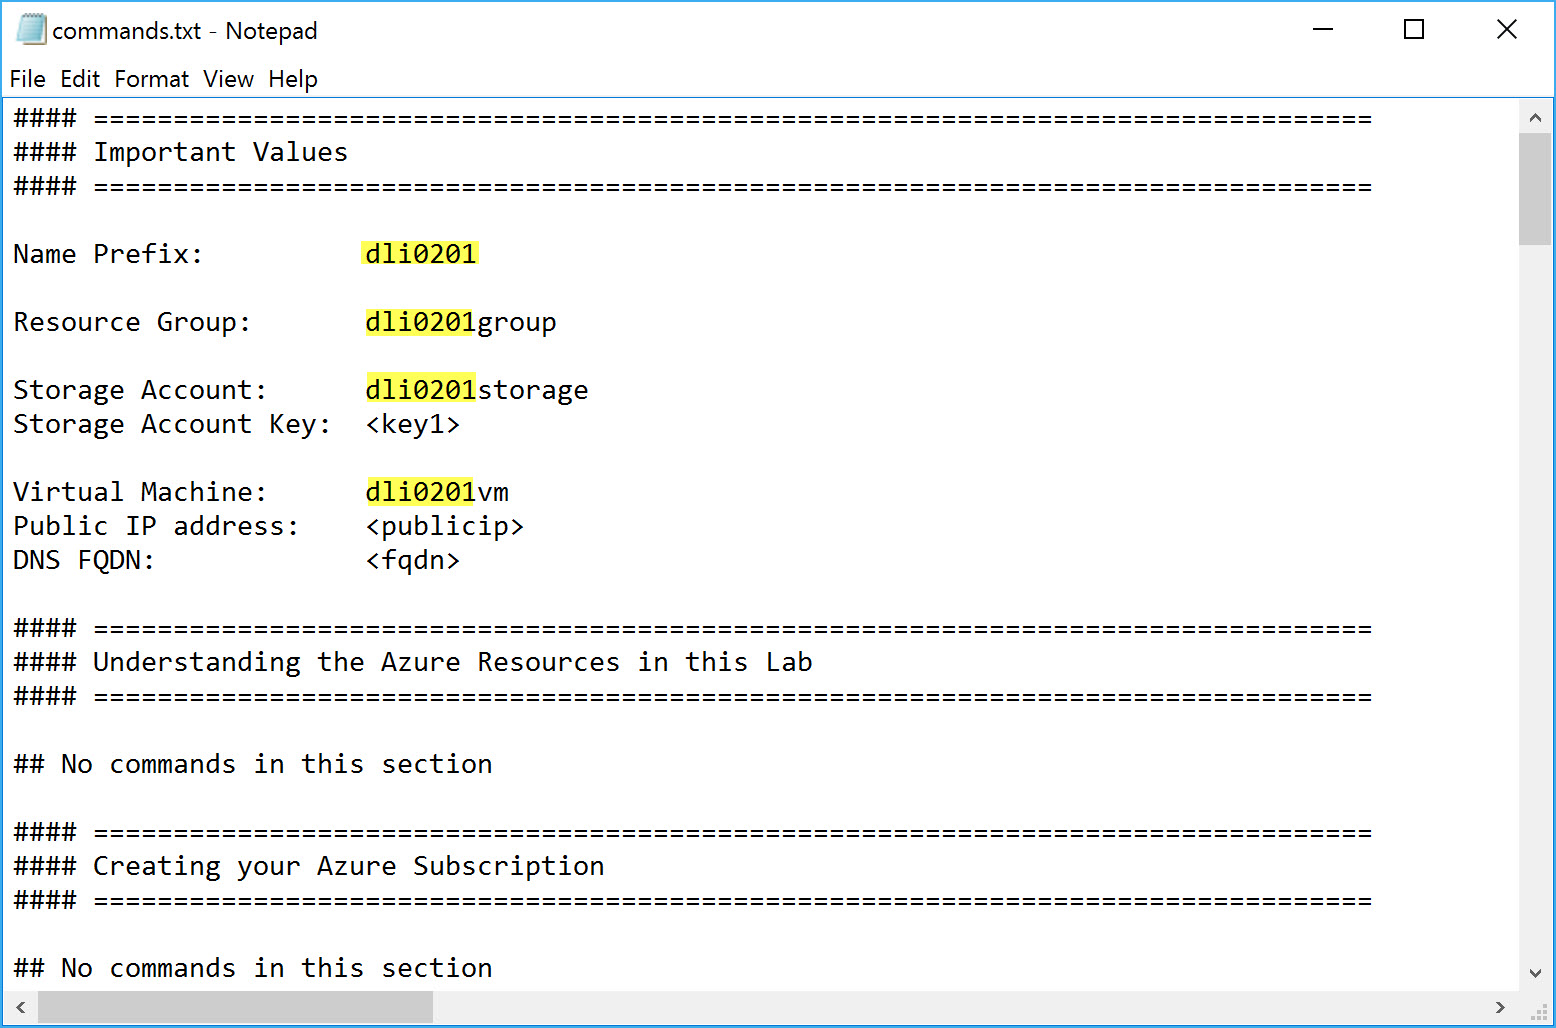 commands.txt - Notepad
File Edit Format View Help
#### ================================================================================
#### Important Values
#### ================================================================================
Name Prefix: dli0201
Resource Group: dli0201group
Storage Account: dli0201storage
Storage Account Key: <key1>
Virtual Machine: dli0201vm
Public IP address: <publicip>
DNS FQDN: <fqdn>
#### ================================================================================
#### Understanding the Azure Resources in this Lab
#### ================================================================================
## No commands in this section
#### ================================================================================
#### Creating your Azure Subscription
#### ================================================================================
## No commands in this section